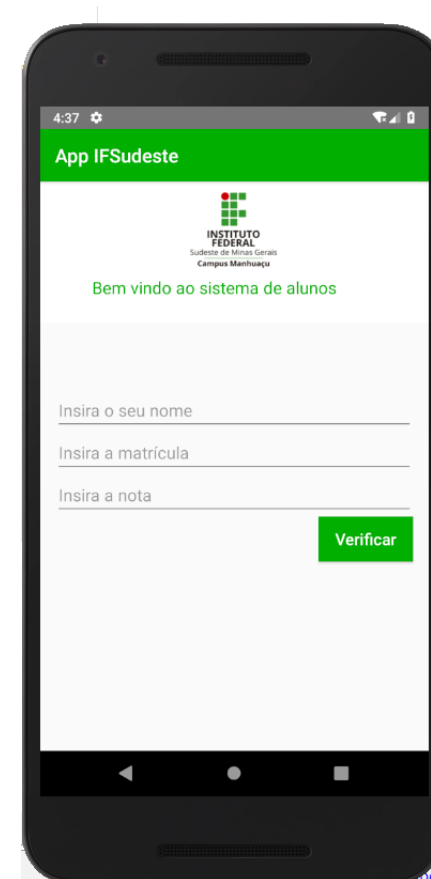 4:37
App IFSudeste
INSTITUTO
FEDERAL
Sudeste de Minas Gerais
Campus Manhuaçu
Bem vindo ao sistema de alunos
Insira o seu nome
Insira a matrícula
Insira a nota
Verificar